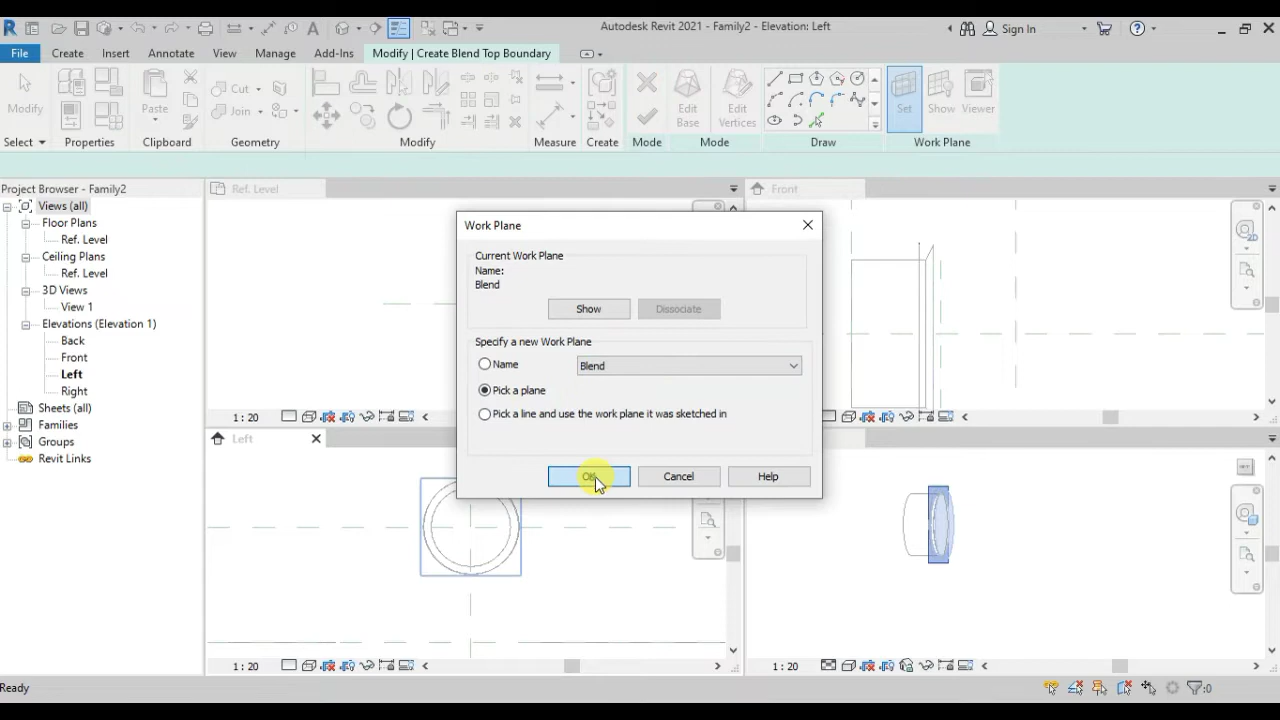 Autodesk Revit 2021 - Family2 - Elevation: Left
Sign In
File
Create
Insert
Annotate
View
Manage
Add-Ins
Modify | Create Blend Top Boundary
Modify
Paste
Cut
Join
Edit
Base
Edit
Vertices
Set
Show
Viewer
Select
Properties
Clipboard
Geometry
Modify
Measure
Create
Mode
Mode
Draw
Work Plane
Project Browser - Family2
Views (all)
Floor Plans
Ref. Level
Ceiling Plans
Ref. Level
3D Views
View 1
Elevations (Elevation 1)
Back
Front
Left
Right
Sheets (all)
Families
Groups
Revit Links
Ref. Level
Front
Work Plane
Current Work Plane
Name:
Blend
Show
Dissociate
Specify a new Work Plane
Name
Blend
Pick a plane
Pick a line and use the work plane it was sketched in
OK
Cancel
Help
1 : 20
Left
1 : 20
1 : 20
Ready
:0